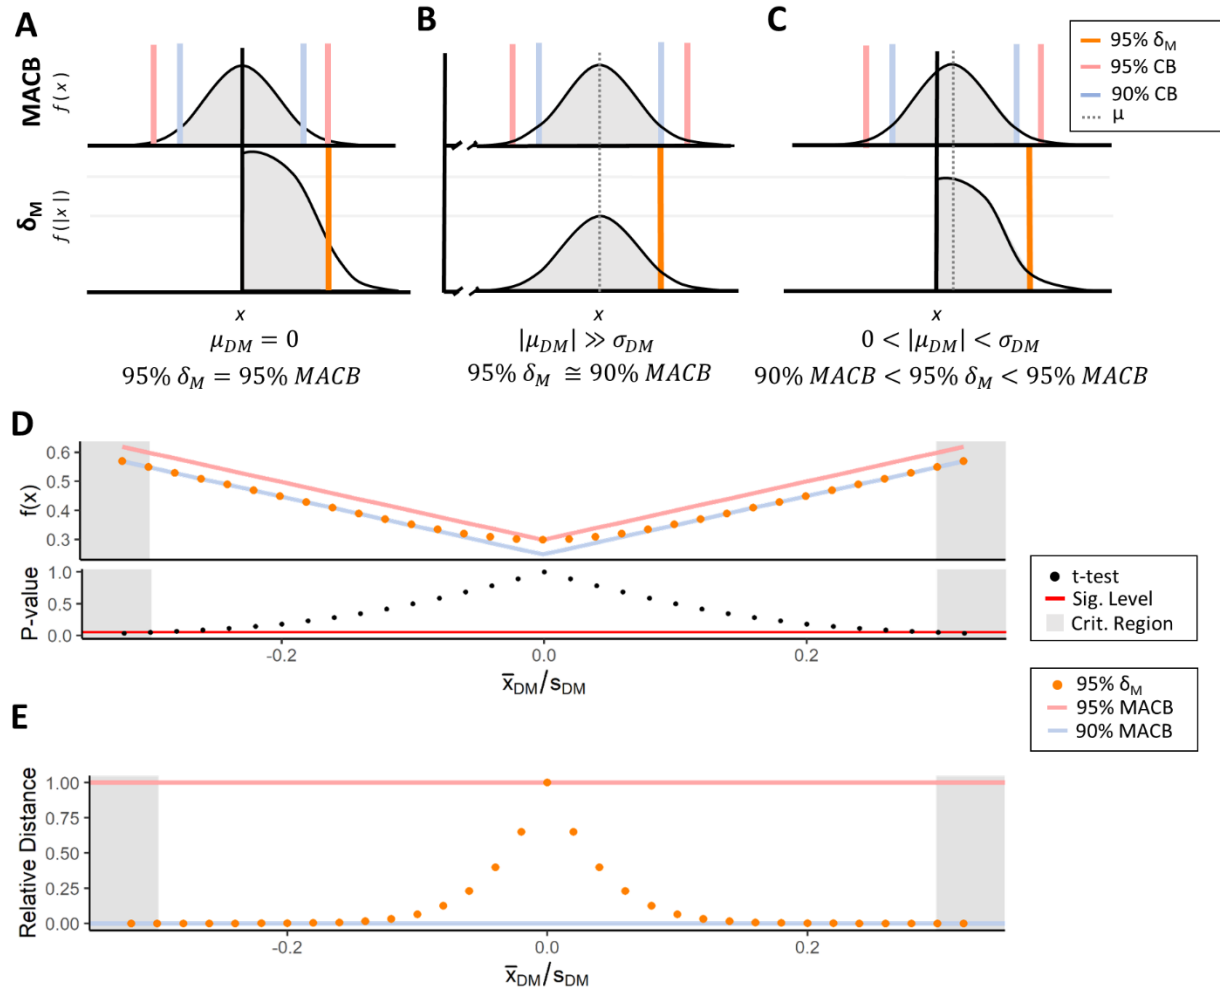 A
B
C
MACB
f(x)
δM
f(|x|)
95% δM
95% CB
90% CB
μ
x
x
x
μDM = 0
|μDM| ≫ σDM
0 < |μDM| < σDM
95% δM = 95% MACB
95% δM ≅ 90% MACB
90% MACB < 95% δM < 95% MACB
D
f(x)
0.6
0.5
0.4
0.3
P-value
1.0
0.5
0.0
-0.2
0.0
0.2
x̅DM/sDM
t-test
Sig. Level
Crit. Region
95% δM
95% MACB
90% MACB
E
Relative Distance
1.00
0.75
0.50
0.25
0.00
-0.2
0.0
0.2
x̅DM/sDM